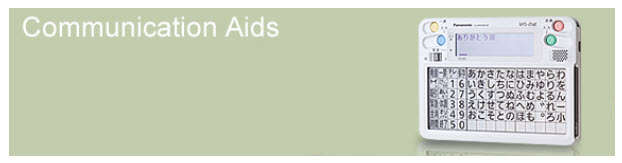 Communication Aids
Panasonic
let's chat
ありがとう
1 6 あ か さ た な は ま や ら わ
2 7 い き し ち に ひ み ゆ り を
3 8 う く す つ ぬ ふ む よ る ん
4 9 え け せ て ね へ め れ ー
5 0 お こ そ と の ほ も ろ 小